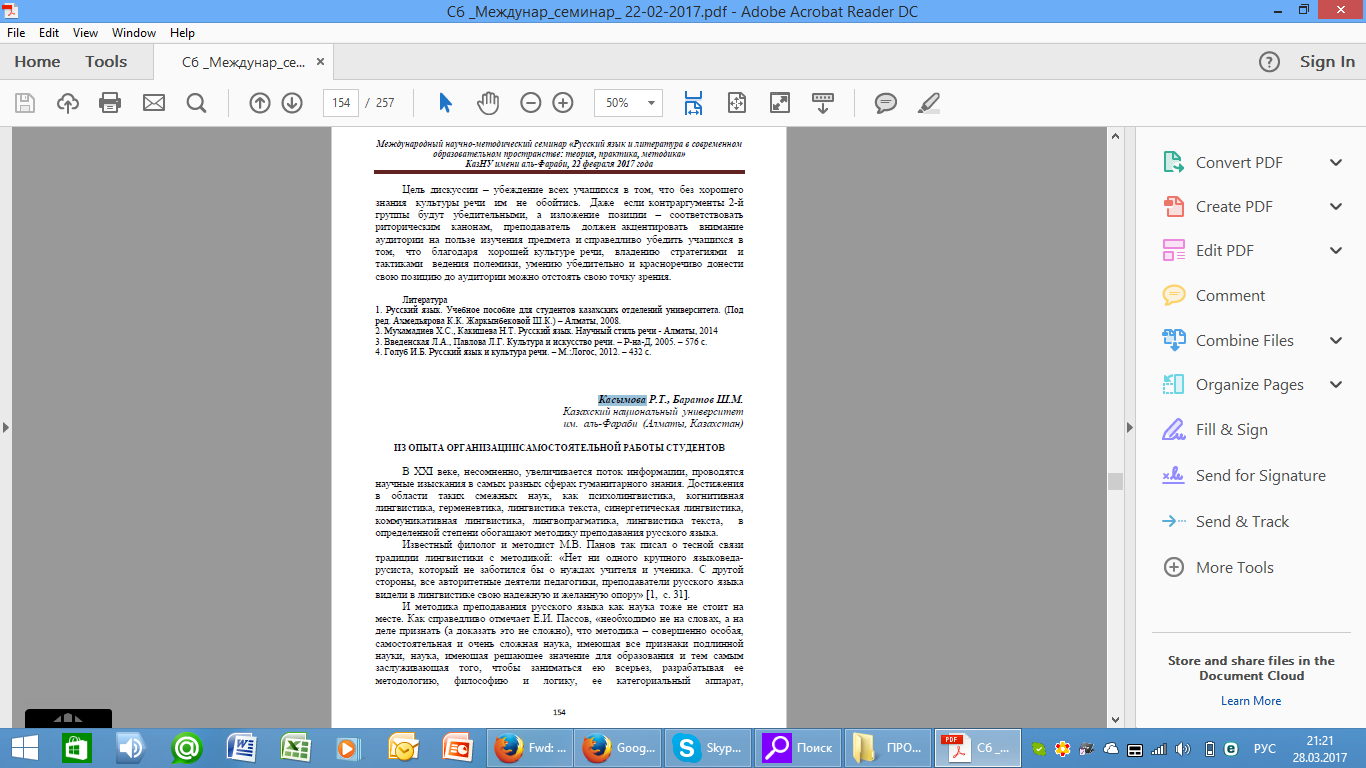 Сб _Междунар_семинар_ 22-02-2017.pdf - Adobe Acrobat Reader DC
File Edit View Window Help
Home Tools Сб _Междунар_се... × Sign In
154 / 257 50%
Международный научно-методический семинар «Русский язык и литература в современном
образовательном пространстве: теория, практика, методика»
КазНУ имени аль-Фараби, 22 февраля 2017 года
Цель дискуссии – убеждение всех учащихся в том, что без хорошего
знания культуры речи им не обойтись. Даже если контраргументы 2-й
группы будут убедительными, а изложение позиции – соответствовать
риторическим канонам, преподаватель должен акцентировать внимание
аудитории на пользе изучения предмета и справедливо убедить учащихся в
том, что благодаря хорошей культуре речи, владению стратегиями и
тактиками ведения полемики, умению убедительно и красноречиво донести
свою позицию до аудитории можно отстоять свою точку зрения.
Литература
1. Русский язык. Учебное пособие для студентов казахских отделений университета. (Под
ред. Ахмедьярова К.К. Жаркынбековой Ш.К.) – Алматы, 2008.
2. Мухамадиев Х.С., Какишева Н.Т. Русский язык. Научный стиль речи - Алматы, 2014
3. Введенская Л.А., Павлова Л.Г. Культура и искусство речи. – Р-на-Д, 2005. – 576 с.
4. Голуб И.Б. Русский язык и культура речи. – М.:Логос, 2012. – 432 с.
Касымова Р.Т., Баратов Ш.М.
Казахский национальный университет
им. аль-Фараби (Алматы, Казахстан)
ИЗ ОПЫТА ОРГАНИЗАЦИИСАМОСТОЯТЕЛЬНОЙ РАБОТЫ СТУДЕНТОВ
В XXI веке, несомненно, увеличивается поток информации, проводятся
научные изыскания в самых разных сферах гуманитарного знания. Достижения
в области таких смежных наук, как психолингвистика, когнитивная
лингвистика, герменевтика, лингвистика текста, синергетическая лингвистика,
коммуникативная лингвистика, лингвопрагматика, лингвистика текста, в
определенной степени обогащают методику преподавания русского языка.
Известный филолог и методист М.В. Панов так писал о тесной связи
традиции лингвистики с методикой: «Нет ни одного крупного языковеда-
русиста, который не заботился бы о нуждах учителя и ученика. С другой
стороны, все авторитетные деятели педагогики, преподаватели русского языка
видели в лингвистике свою надежную и желанную опору» [1, с. 31].
И методика преподавания русского языка как наука тоже не стоит на
месте. Как справедливо отмечает Е.И. Пассов, «необходимо не на словах, а на
деле признать (а доказать это не сложно), что методика – совершенно особая,
самостоятельная и очень сложная наука, имеющая все признаки подлинной
науки, наука, имеющая решающее значение для образования и тем самым
заслуживающая того, чтобы заниматься ею всерьез, разрабатывая ее
методологию, философию и логику, ее категориальный аппарат,
154
Convert PDF
Create PDF
Edit PDF
Comment
Combine Files
Organize Pages
Fill & Sign
Send for Signature
Send & Track
More Tools
Store and share files in the
Document Cloud
Learn More
Fwd: ... Goog... Skyp... Поиск ПРО... Сб _... РУС 21:21
28.03.2017